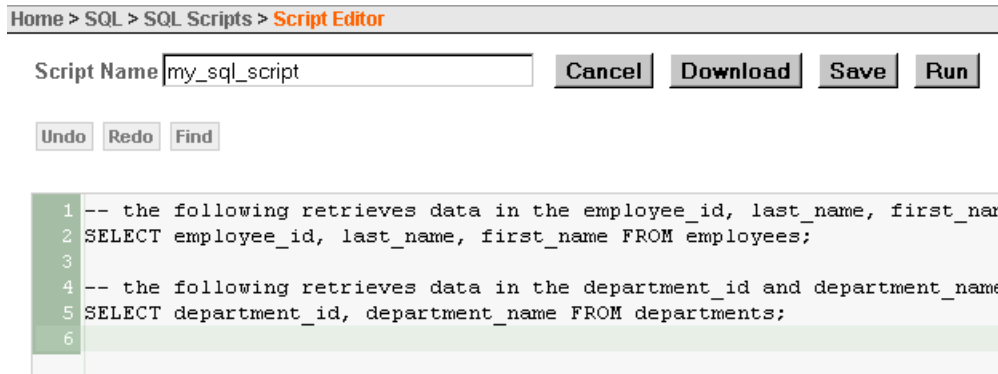 Home > SQL > SQL Scripts > Script Editor
Script Name my_sql_script Cancel Download Save Run
Undo Redo Find
1 -- the following retrieves data in the employee_id, last_name,
2 SELECT employee_id, last_name, first_name FROM employees;
3
4 -- the following retrieves data in the department_id and department_name
5 SELECT department_id, department_name FROM departments;
6